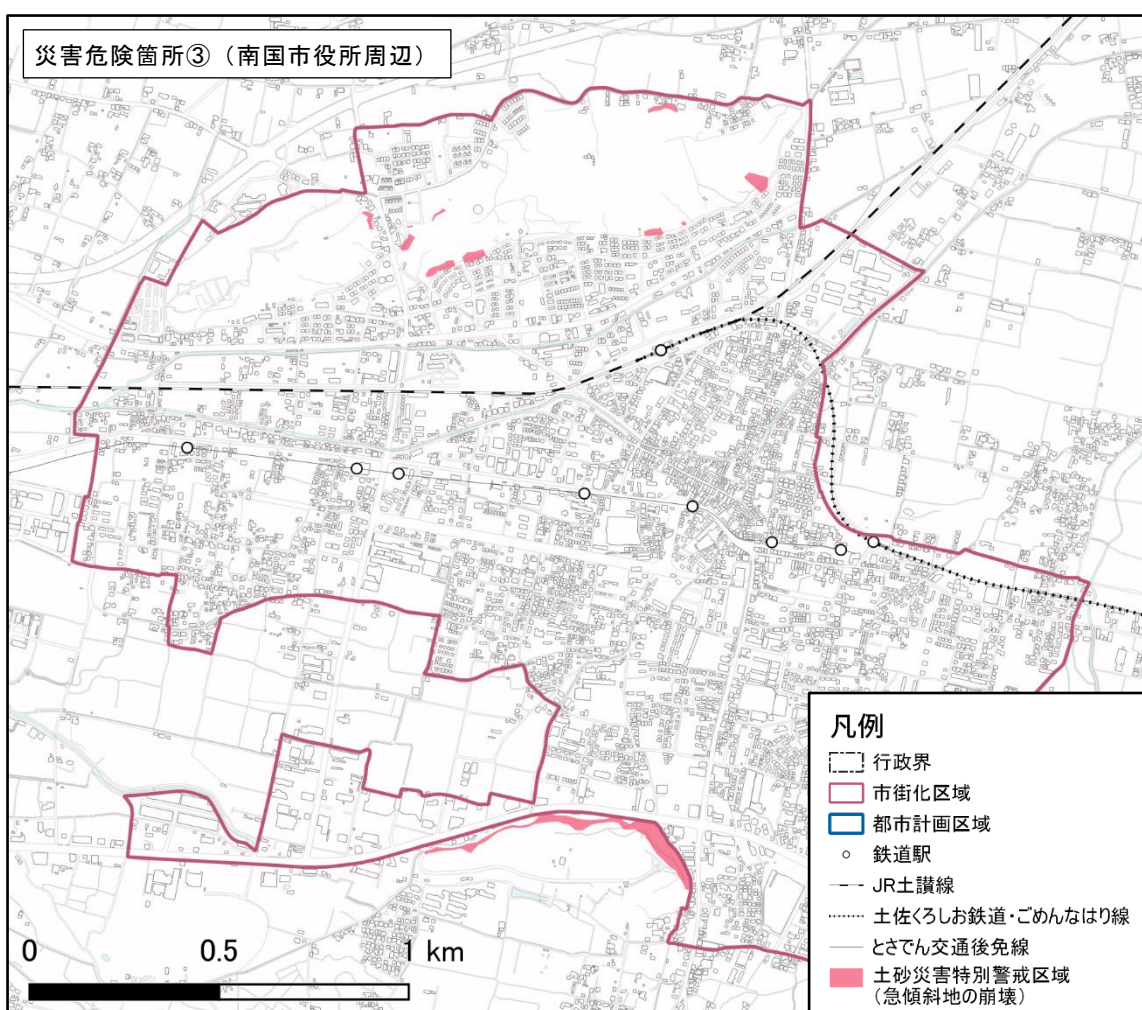 災害危険箇所③（南国市役所周辺）
凡例
行政界
市街化区域
都市計画区域
鉄道駅
JR土讃線
土佐くろしお鉄道・ごめんなはり線
とさでん交通後免線
土砂災害特別警戒区域
（急傾斜地の崩壊）
0 0.5 1 km